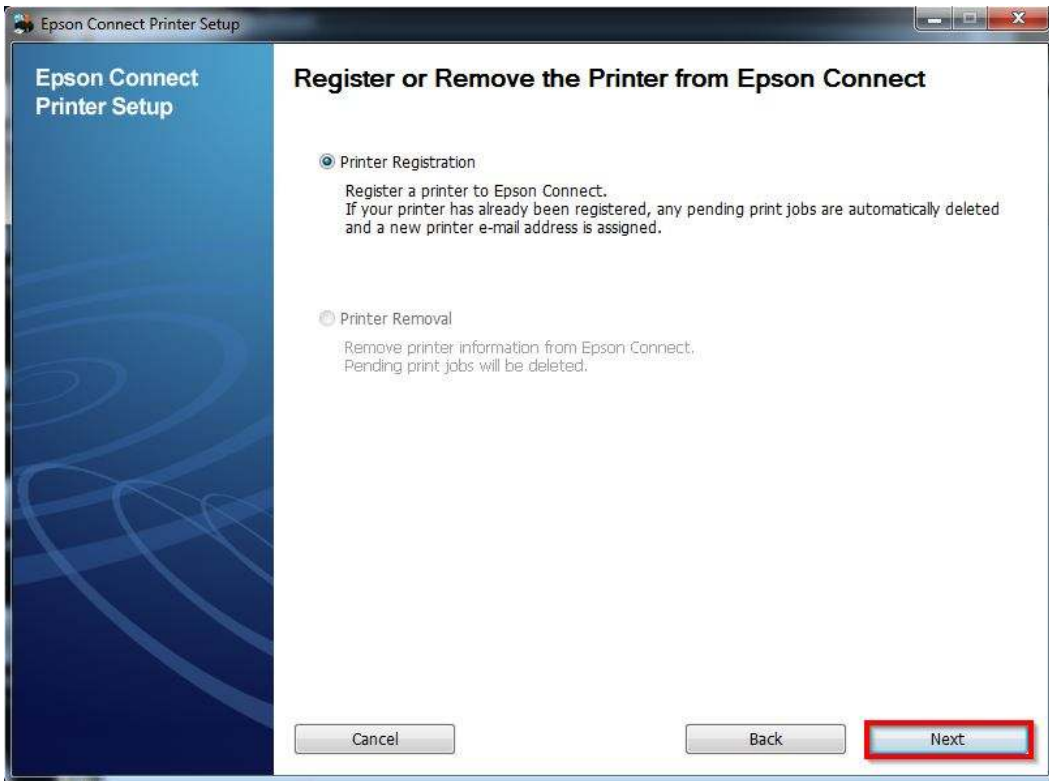 Epson Connect Printer Setup
Epson Connect
Printer Setup
Register or Remove the Printer from Epson Connect
Printer Registration
Register a printer to Epson Connect.
If your printer has already been registered, any pending print jobs are automatically deleted
and a new printer e-mail address is assigned.
Printer Removal
Remove printer information from Epson Connect.
Pending print jobs will be deleted.
Cancel
Back
Next